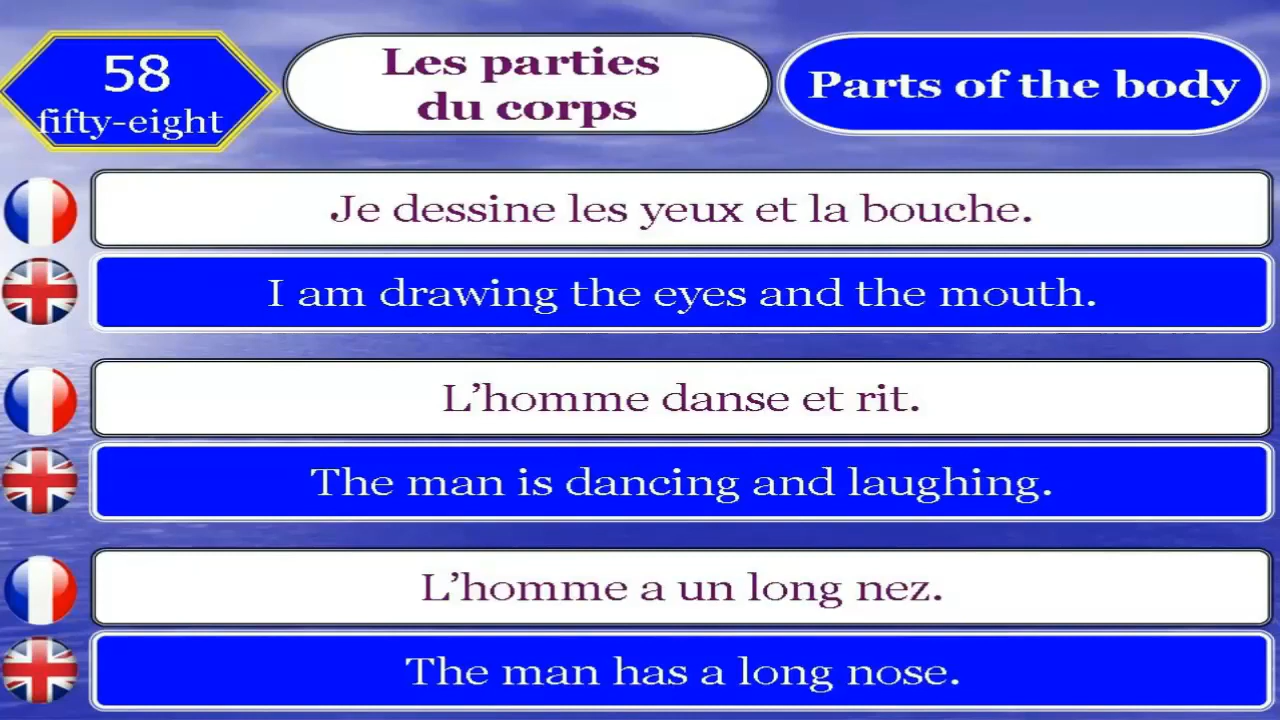 58
fifty-eight
Les parties
du corps
Parts of the body
Je dessine les yeux et la bouche.
I am drawing the eyes and the mouth.
L’homme danse et rit.
The man is dancing and laughing.
L’homme a un long nez.
The man has a long nose.